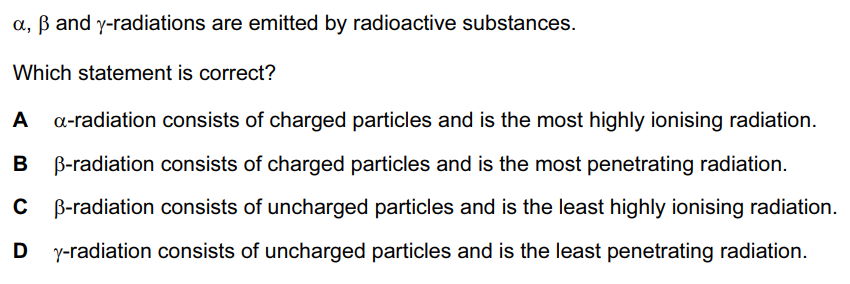 α, β and γ-radiations are emitted by radioactive substances.
Which statement is correct?
A α-radiation consists of charged particles and is the most highly ionising radiation.
B β-radiation consists of charged particles and is the most penetrating radiation.
C β-radiation consists of uncharged particles and is the least highly ionising radiation.
D γ-radiation consists of uncharged particles and is the least penetrating radiation.